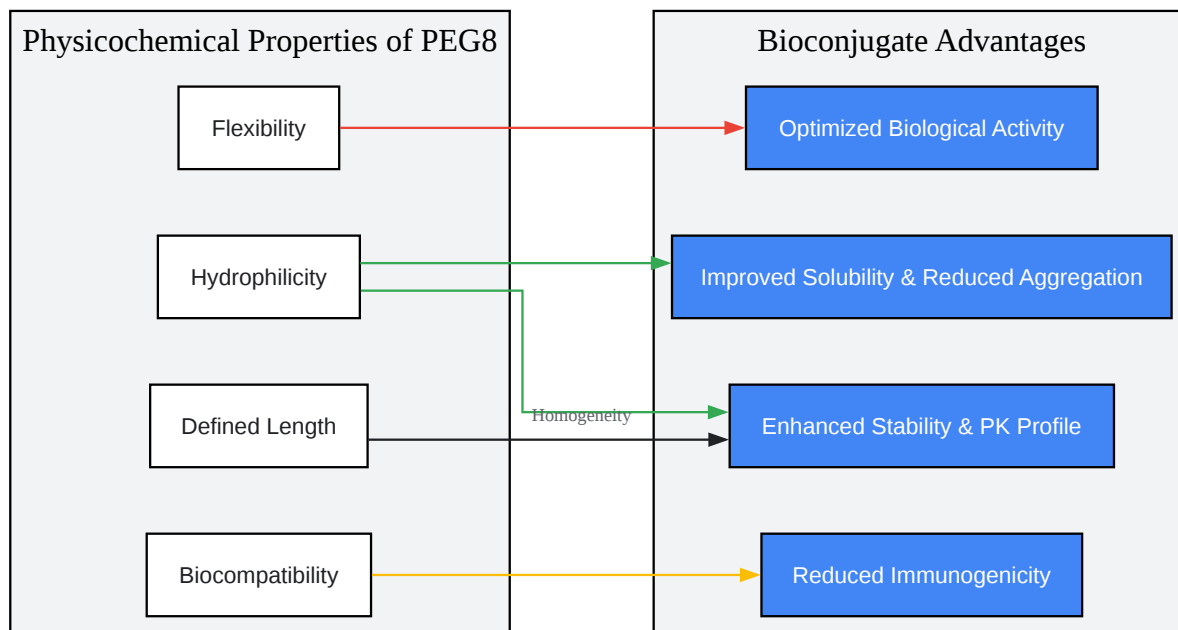 Physicochemical Properties of PEG8
Bioconjugate Advantages
Flexibility
Optimized Biological Activity
Hydrophilicity
Improved Solubility & Reduced Aggregation
Homogeneity
Defined Length
Enhanced Stability & PK Profile
Biocompatibility
Reduced Immunogenicity